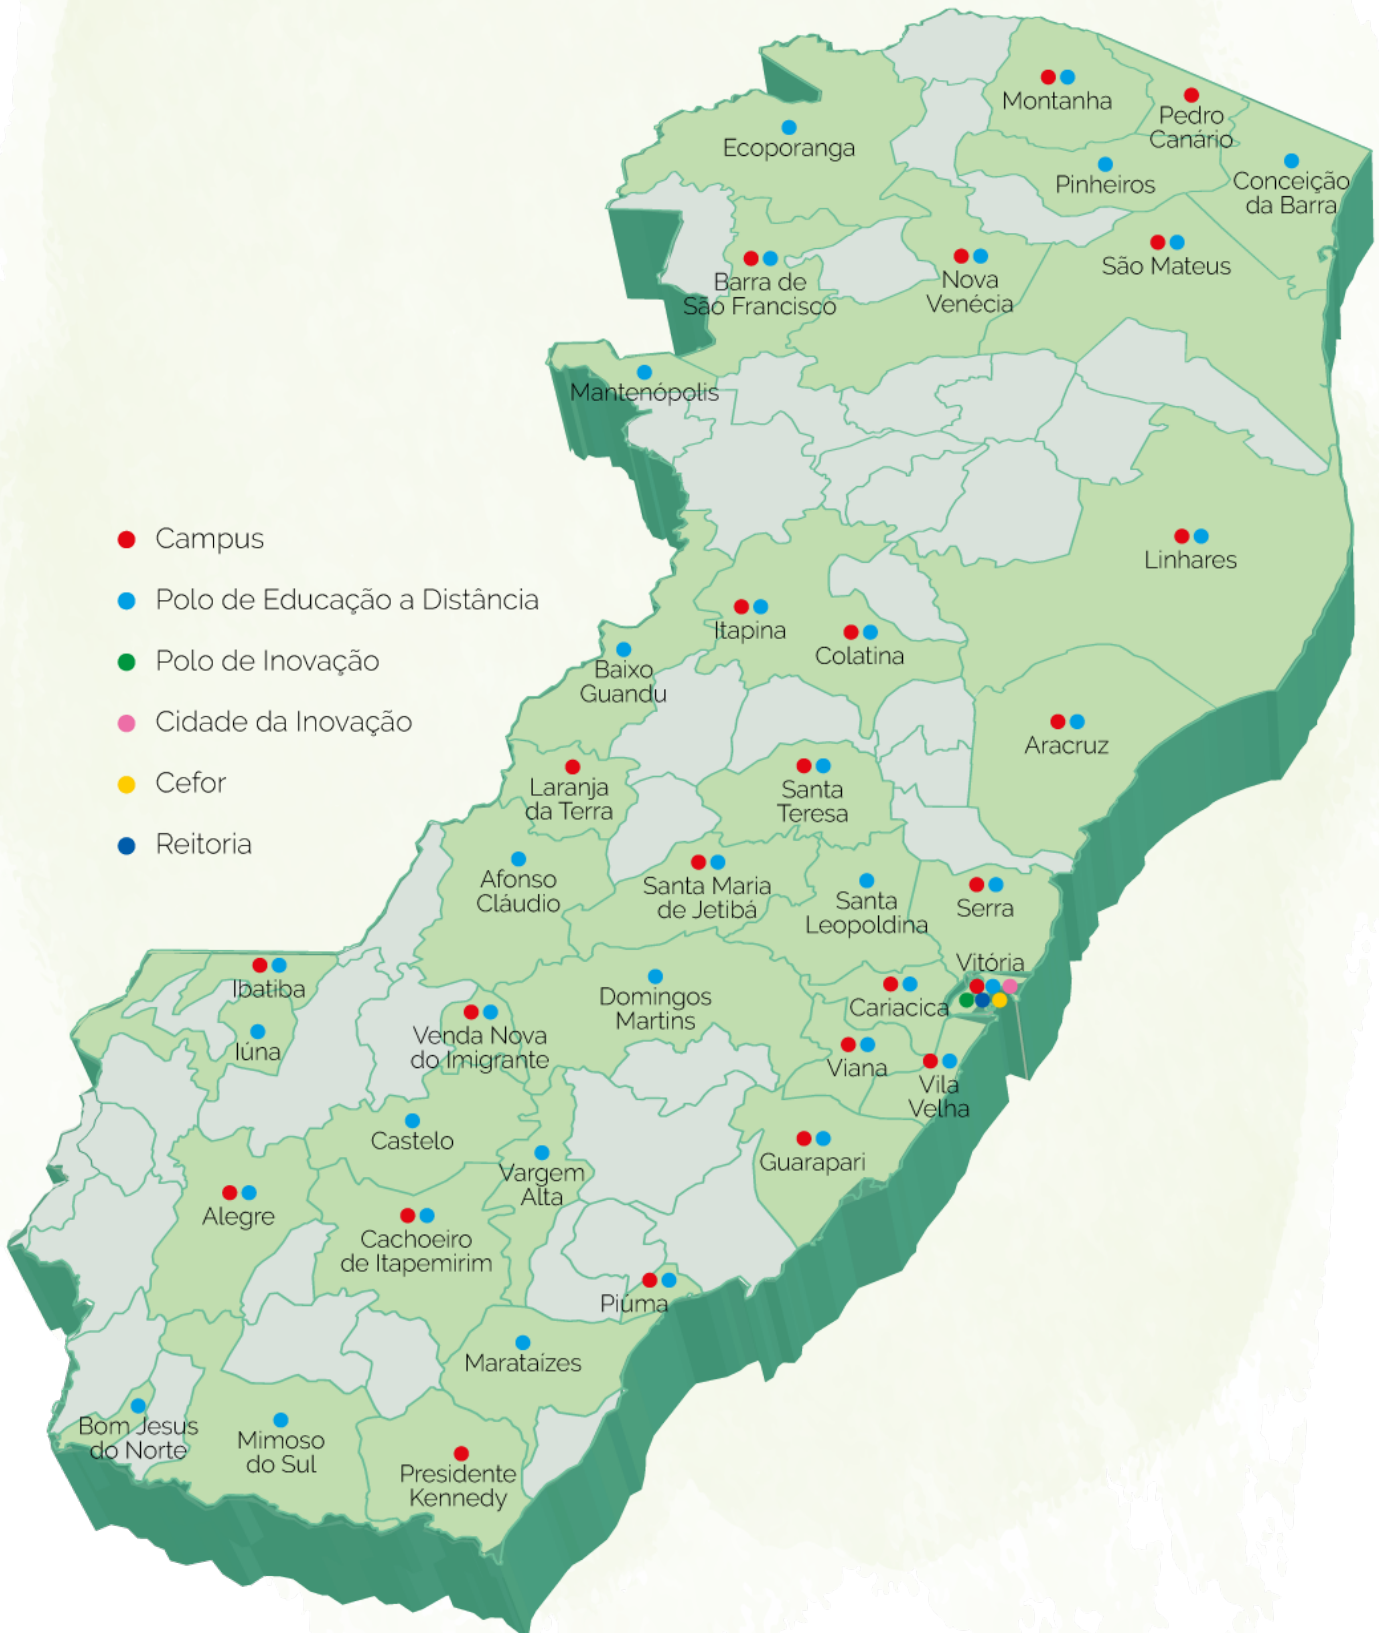 Montanha
Pedro
Canário
Ecoporanga
Pinheiros
Conceição
da Barra
São Mateus
Barra de
São Francisco
Nova
Venécia
Mantenópolis
Campus
Polo de Educação a Distância
Polo de Inovação
Cidade da Inovação
Cefor
Reitoria
Linhares
Itapina
Colatina
Baixo
Guandu
Aracruz
Laranja
da Terra
Santa
Teresa
Afonso
Cláudio
Santa Maria
de Jetibá
Santa
Leopoldina
Serra
Vitória
Ibatiba
Domingos
Martins
Cariacica
Iúna
Venda Nova
do Imigrante
Viana
Vila
Velha
Castelo
Vargem
Alta
Guarapari
Alegre
Cachoeiro
de Itapemirim
Piúma
Marataízes
Bom Jesus
do Norte
Mimoso
do Sul
Presidente
Kennedy